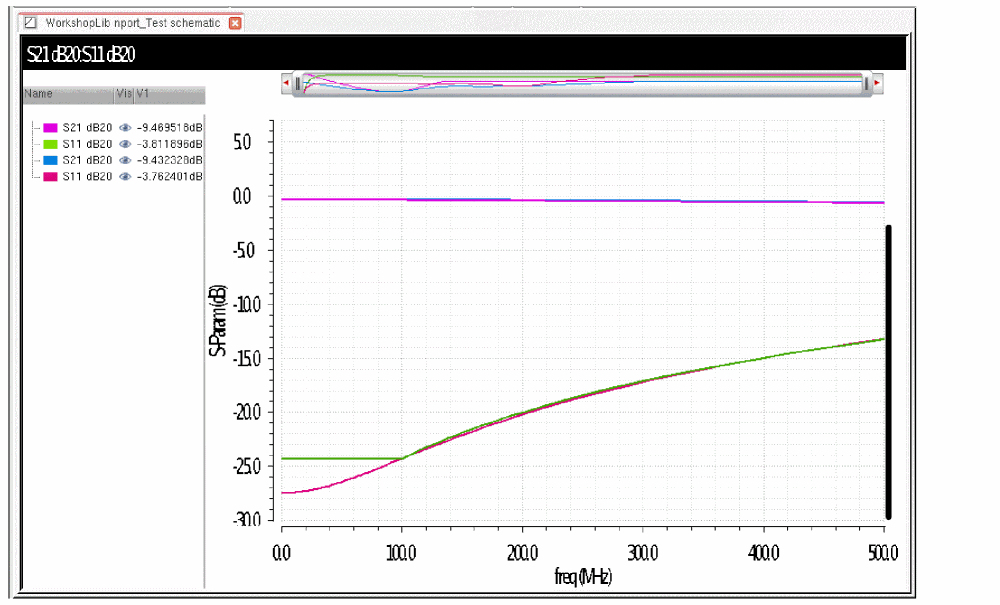 WorkshopLib nport_Test schematic
S21 dB20:S11 dB20
Name Vis V1
S21 dB20 -9.469516dB
S11 dB20 -3.811896dB
S21 dB20 -9.432328dB
S11 dB20 -3.762401dB
5.0
0.0
-5.0
-10.0
-15.0
-20.0
-25.0
-30.0
S-Param (dB)
0.0 100.0 200.0 300.0 400.0 500.0
freq (MHz)